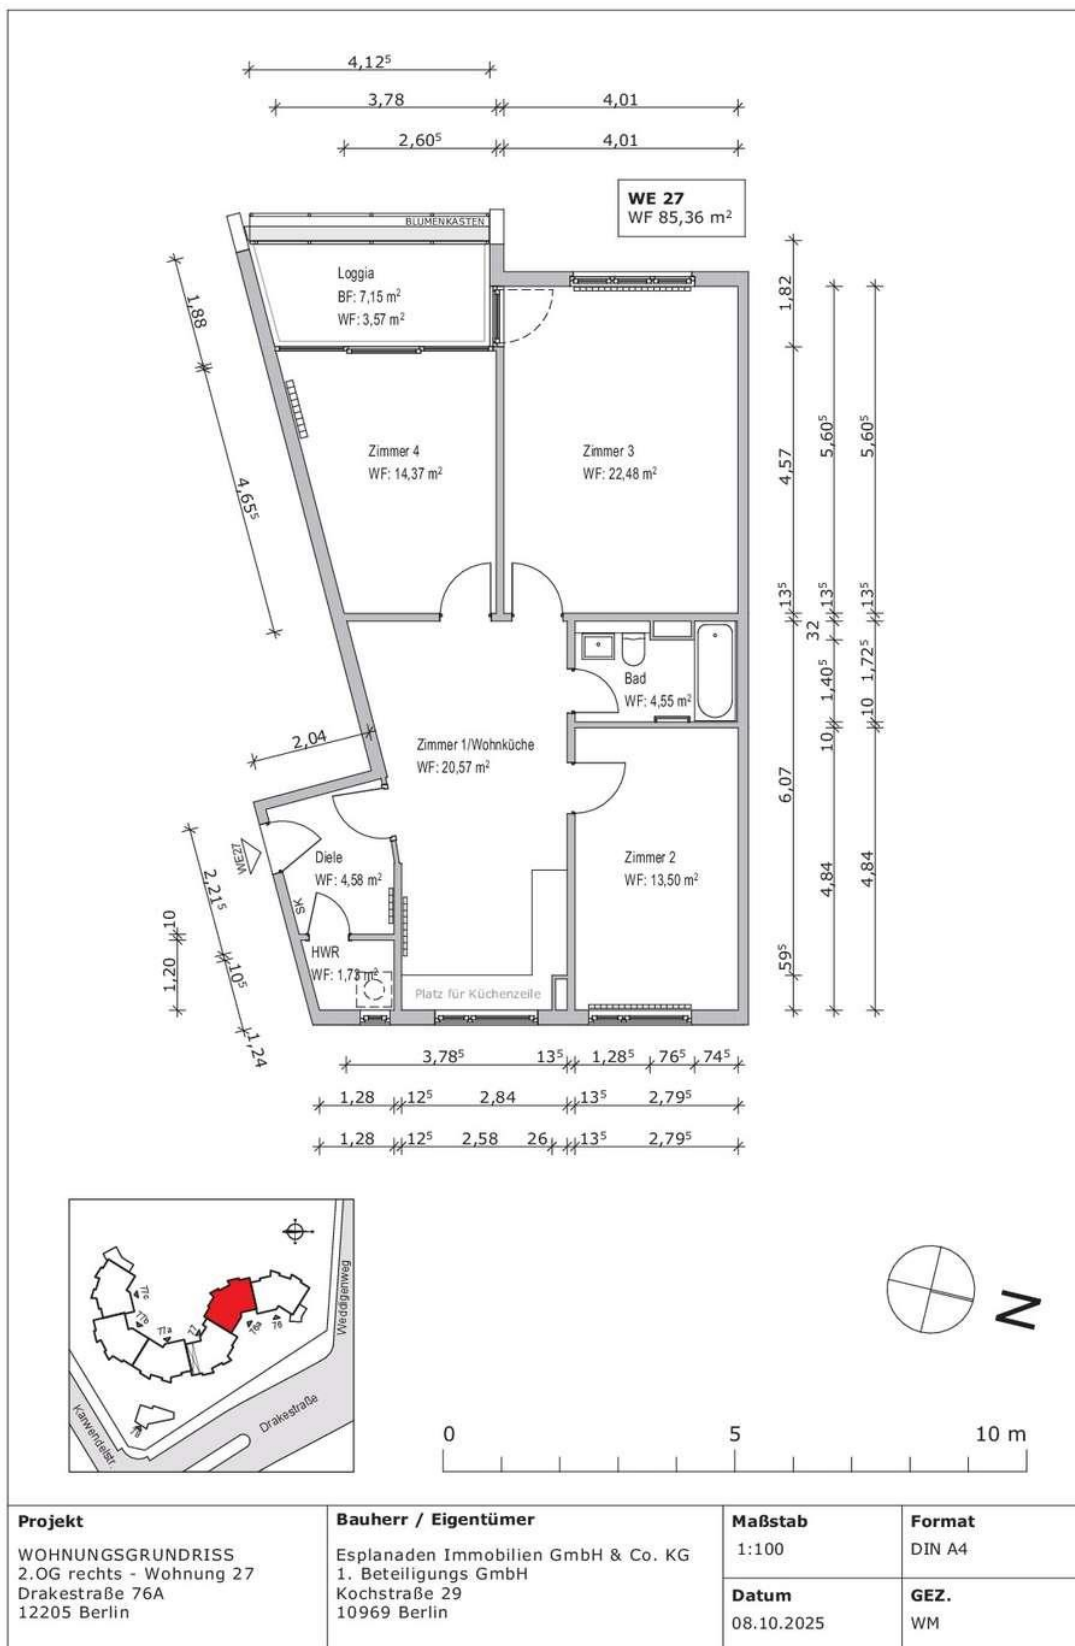 4,12⁵
3,78
4,01
2,60⁵
4,01
WE 27
WF 85,36 m²
BLUMENKASTEN
Loggia
BF: 7,15 m²
WF: 3,57 m²
1,88
4,65⁵
1,82
4,57
5,60⁵
5,60⁵
Zimmer 4
WF: 14,37 m²
Zimmer 3
WF: 22,48 m²
13⁵
13⁵
13⁵
32
1,40⁵
1,72⁵
10
10
Bad
WF: 4,55 m²
2,04
Zimmer 1/Wohnküche
WF: 20,57 m²
6,07
4,84
4,84
59⁵
WE27
Diele
WF: 4,58 m²
SK
Zimmer 2
WF: 13,50 m²
2,21⁵
10
1,20
10⁵
1,24
HWR
WF: 1,73 m²
Platz für Küchenzeile
3,78⁵
13⁵
1,28⁵
76⁵
74⁵
1,28
12⁵
2,84
13⁵
2,79⁵
1,28
12⁵
2,58
26
13⁵
2,79⁵
77c
77b
77a
77
76a
76
Weddigenweg
Drakestraße
Karwendelstr.
N
0
5
10 m
Projekt
WOHNUNGSGRUNDRISS
2.OG rechts - Wohnung 27
Drakestraße 76A
12205 Berlin
Bauherr / Eigentümer
Esplanaden Immobilien GmbH & Co. KG
1. Beteiligungs GmbH
Kochstraße 29
10969 Berlin
Maßstab
1:100
Format
DIN A4
Datum
08.10.2025
GEZ.
WM